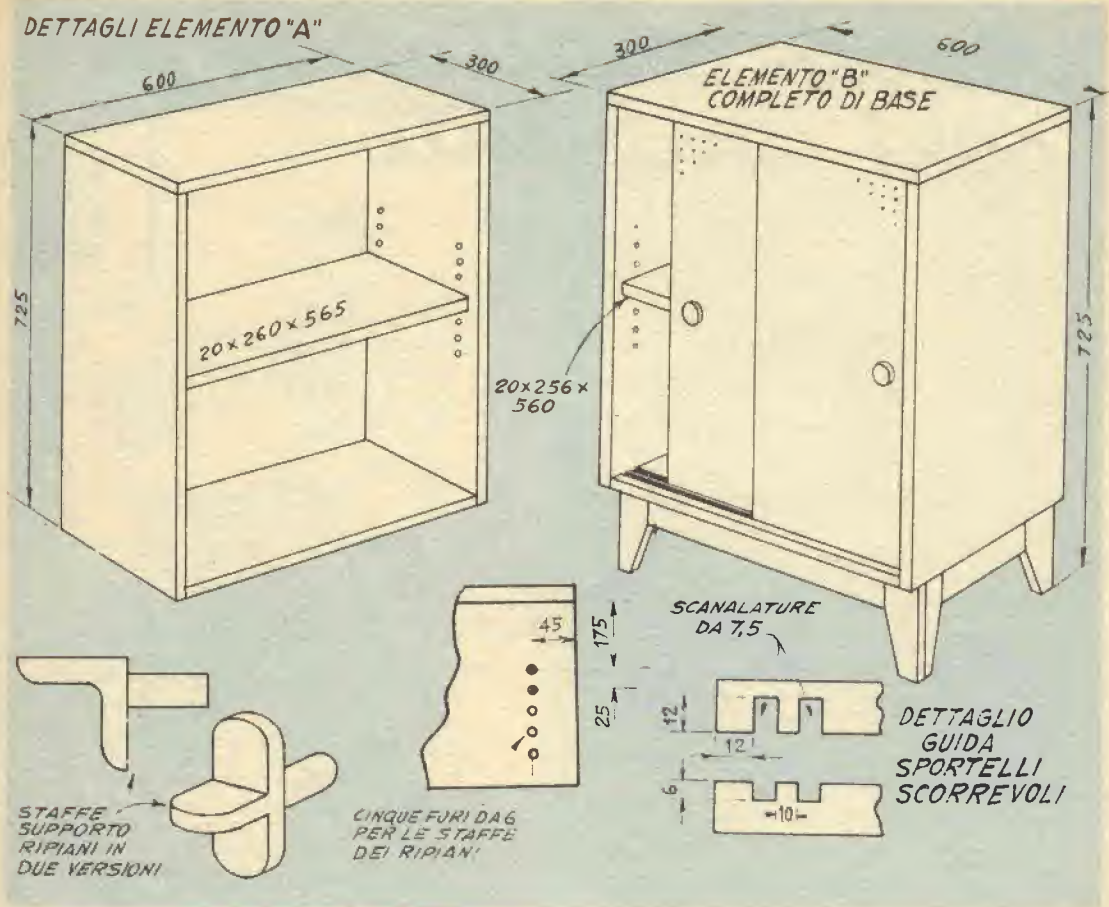 DETTAGLI ELEMENTO "A"
600
300
300
600
ELEMENTO "B"
COMPLETO DI BASE
725
20×260×565
20×256×
560
725
45
175
25
SCANALATURE
DA 7,5
12
12
6
10
DETTAGLIO
GUIDA
SPORTELLI
SCORREVOLI
STAFFE
SUPPORTO
RIPIANI IN
DUE VERSIONI
CINQUE FORI DA 6
PER LE STAFFE
DEI RIPIANI